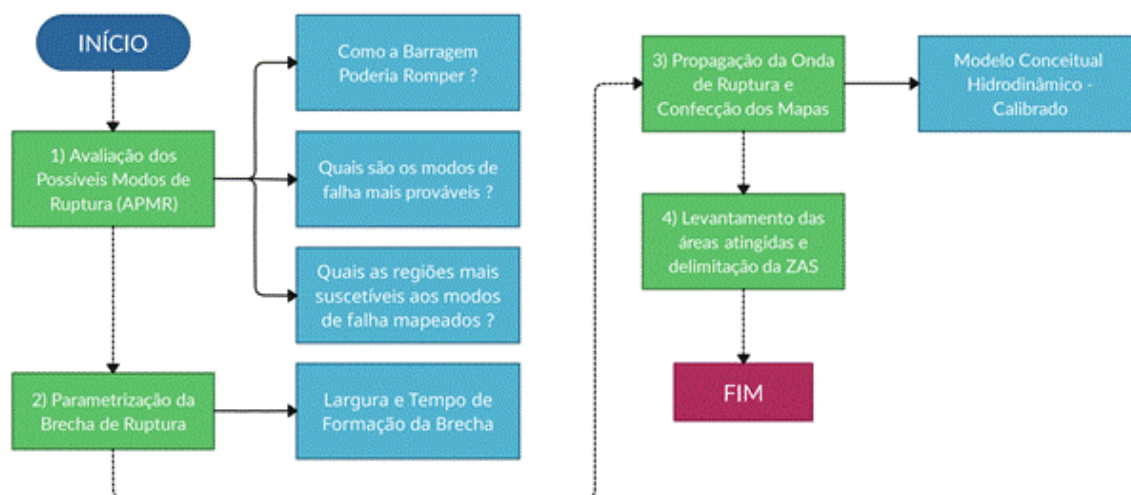 INÍCIO
1) Avaliação dos
Possíveis Modos de
Ruptura (APMR)
Como a Barragem
Poderia Romper ?
Quais são os modos de
falha mais prováveis ?
Quais as regiões mais
suscetíveis aos modos
de falha mapeados ?
2) Parametrização da
Brecha de Ruptura
Largura e Tempo de
Formação da Brecha
3) Propagação da Onda
de Ruptura e
Confecção dos Mapas
Modelo Conceitual
Hidrodinâmico -
Calibrado
4) Levantamento das
áreas atingidas e
delimitação da ZAS
FIM